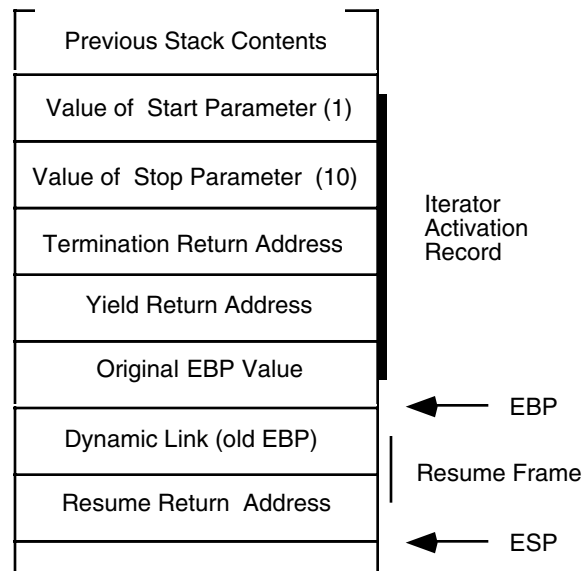 Previous Stack Contents
Value of Start Parameter (1)
Value of Stop Parameter (10)
Termination Return Address
Yield Return Address
Original EBP Value
Dynamic Link (old EBP)
Resume Return Address
Iterator
Activation
Record
EBP
Resume Frame
ESP